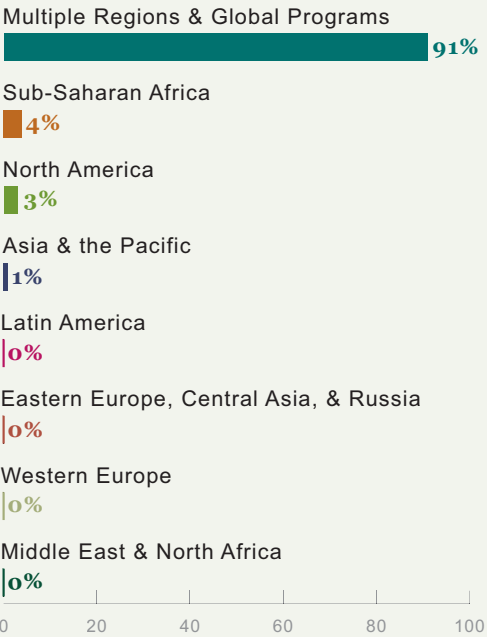 Multiple Regions & Global Programs
91%
Sub-Saharan Africa
4%
North America
3%
Asia & the Pacific
1%
Latin America
0%
Eastern Europe, Central Asia, & Russia
0%
Western Europe
0%
Middle East & North Africa
0%
0 20 40 60 80 100